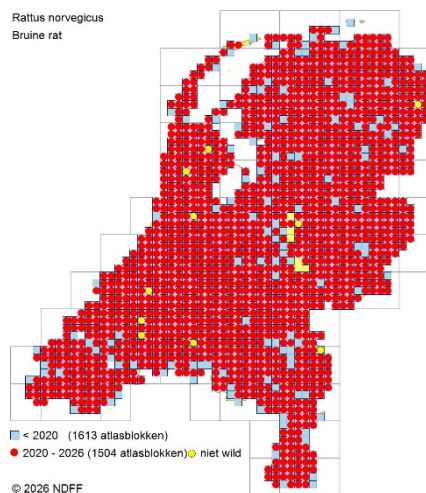 Rattus norvegicus
Bruine rat
< 2020 (1613 atlasblokken)
2020 - 2026 (1504 atlasblokken) niet wild
© 2026 NDFF